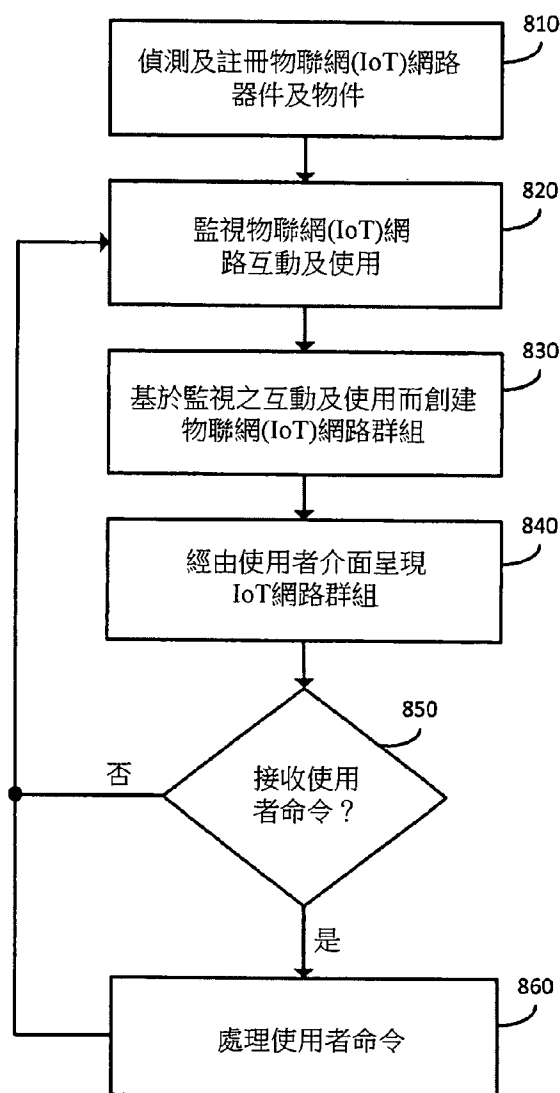 810
偵測及註冊物聯網(IoT)網路
器件及物件
820
監視物聯網(IoT)網
路互動及使用
830
基於監視之互動及使用而創建
物聯網(IoT)網路群組
840
經由使用者介面呈現
IoT網路群組
850
接收使用
者命令？
否
是
860
處理使用者命令